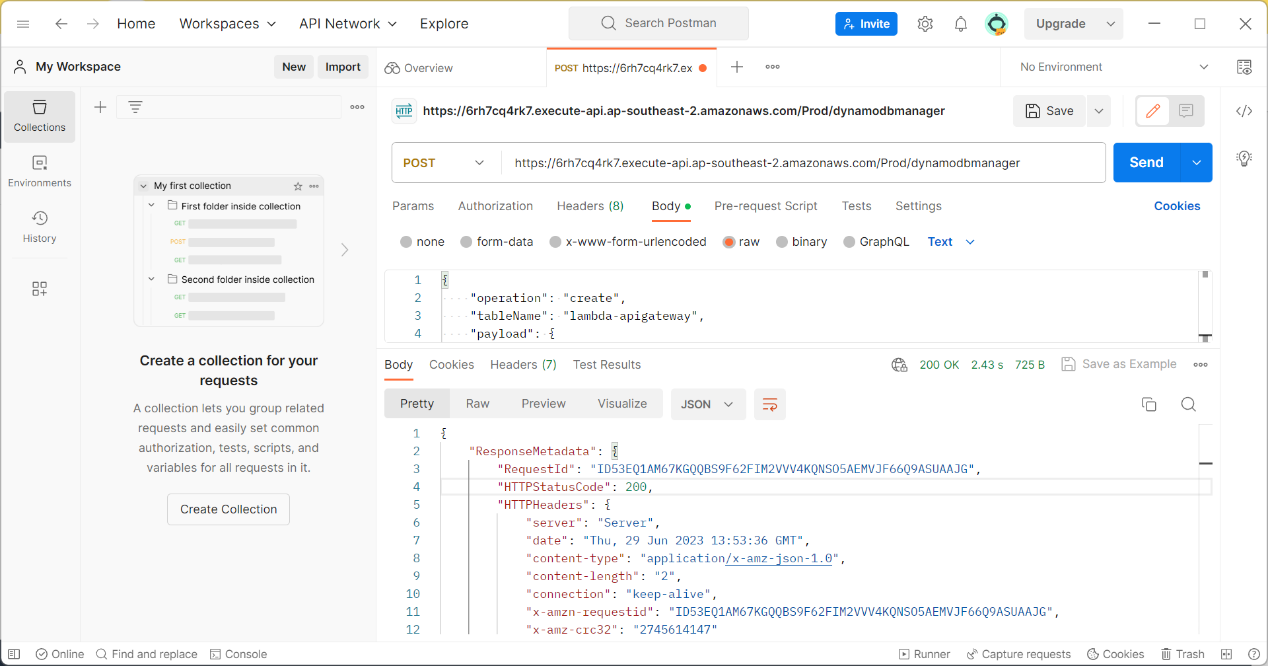 Home Workspaces API Network Explore Search Postman Invite Upgrade
My Workspace New Import Overview POST https://6rh7cq4rk7.ex No Environment
Collections
Environments
History
My first collection
First folder inside collection
GET
POST
GET
Second folder inside collection
GET
GET
Create a collection for your
requests
A collection lets you group related
requests and easily set common
authorization, tests, scripts, and
variables for all requests in it.
Create Collection
HTTP https://6rh7cq4rk7.execute-api.ap-southeast-2.amazonaws.com/Prod/dynamodbmanager Save
POST https://6rh7cq4rk7.execute-api.ap-southeast-2.amazonaws.com/Prod/dynamodbmanager Send
Params Authorization Headers (8) Body Pre-request Script Tests Settings Cookies
none form-data x-www-form-urlencoded raw binary GraphQL Text
1 {
2 "operation": "create",
3 "tableName": "lambda-apigateway",
4 "payload": {
Body Cookies Headers (7) Test Results 200 OK 2.43 s 725 B Save as Example
Pretty Raw Preview Visualize JSON
1 {
2 "ResponseMetadata": {
3 "RequestId": "ID53EQ1AM67KGQQBS9F62FIM2VVV4KQNSO5AEMVJF66Q9ASUAAJG",
4 "HTTPStatusCode": 200,
5 "HTTPHeaders": {
6 "server": "Server",
7 "date": "Thu, 29 Jun 2023 13:53:36 GMT",
8 "content-type": "application/x-amz-json-1.0",
9 "content-length": "2",
10 "connection": "keep-alive",
11 "x-amzn-requestid": "ID53EQ1AM67KGQQBS9F62FIM2VVV4KQNSO5AEMVJF66Q9ASUAAJG",
12 "x-amz-crc32": "2745614147"
Online Find and replace Console Runner Capture requests Cookies Trash